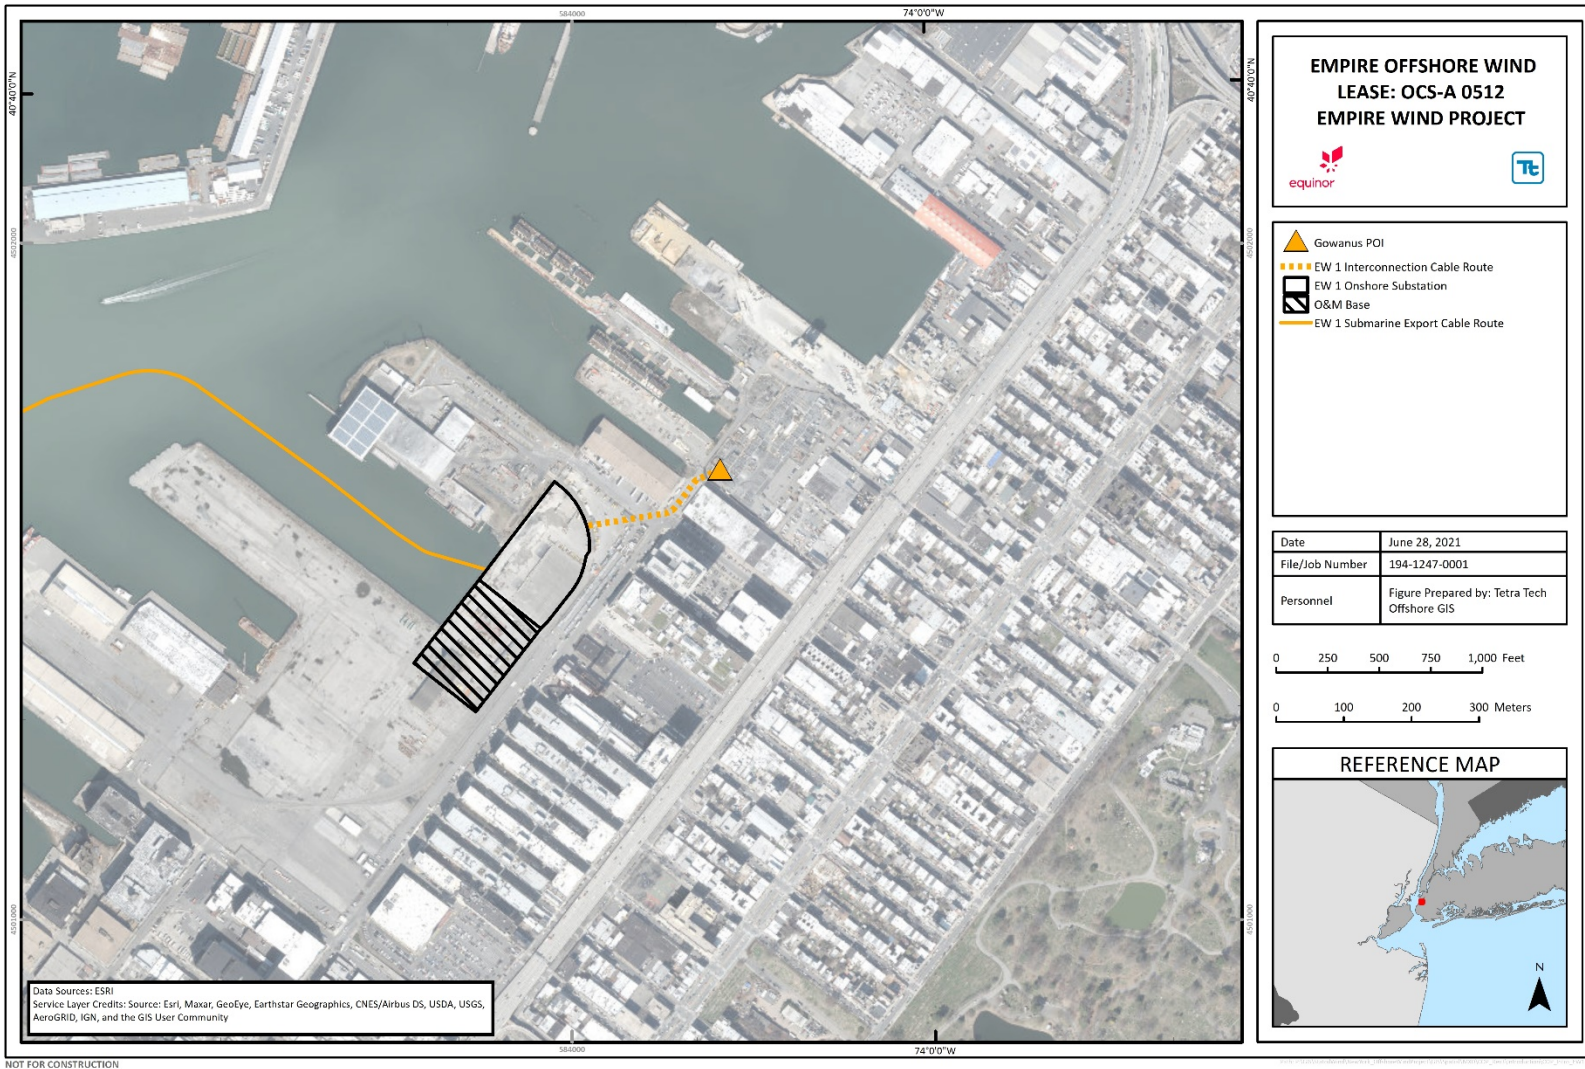 584000
74°0'0"W
40°40'0"N
40°40'0"N
4502000
4502000
4501000
4501000
584000
74°0'0"W
EMPIRE OFFSHORE WIND
LEASE: OCS-A 0512
EMPIRE WIND PROJECT
equinor
Tt
Gowanus POI
EW 1 Interconnection Cable Route
EW 1 Onshore Substation
O&M Base
EW 1 Submarine Export Cable Route
Date June 28, 2021
File/Job Number 194-1247-0001
Personnel Figure Prepared by: Tetra Tech
Offshore GIS
0 250 500 750 1,000 Feet
0 100 200 300 Meters
REFERENCE MAP
N
Data Sources: ESRI
Service Layer Credits: Source: Esri, Maxar, GeoEye, Earthstar Geographics, CNES/Airbus DS, USDA, USGS,
AeroGRID, IGN, and the GIS User Community
NOT FOR CONSTRUCTION